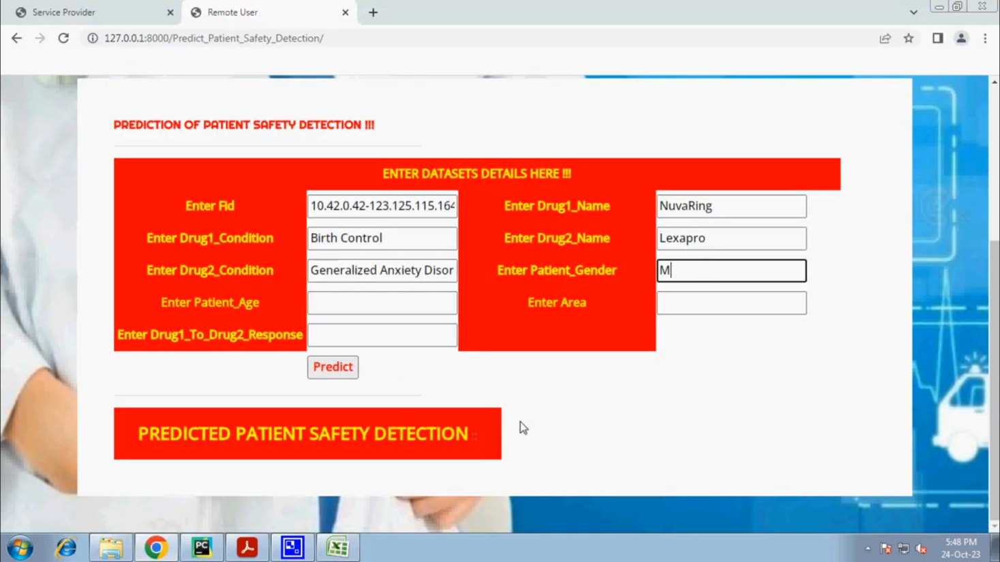 Service Provider
Remote User
127.0.0.1:8000/Predict_Patient_Safety_Detection/
PREDICTION OF PATIENT SAFETY DETECTION !!!
ENTER DATASETS DETAILS HERE !!!
Enter Fid 10.42.0.42-123.125.115.164 Enter Drug1_Name NuvaRing
Enter Drug1_Condition Birth Control Enter Drug2_Name Lexapro
Enter Drug2_Condition Generalized Anxiety Disor Enter Patient_Gender M
Enter Patient_Age Enter Area
Enter Drug1_To_Drug2_Response
Predict
PREDICTED PATIENT SAFETY DETECTION ::
PC
5:48 PM
24-Oct-23